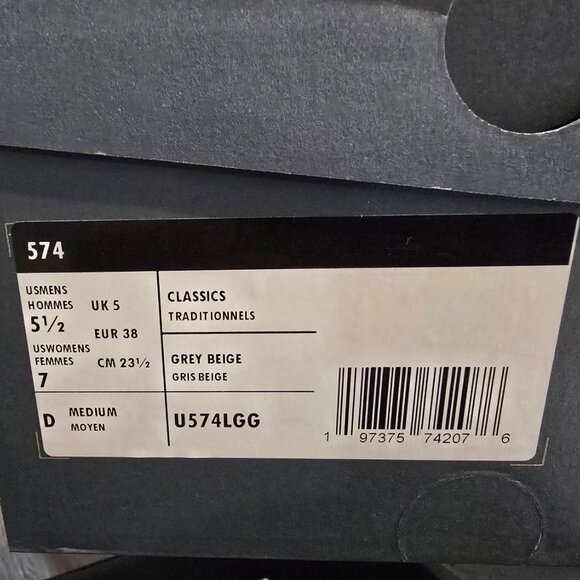 574
USMENS
HOMMES
5½
UK 5
EUR 38
USWOMENS
FEMMES
7
CM 23½
D
MEDIUM
MOYEN
CLASSICS
TRADITIONNELS
GREY BEIGE
GRIS BEIGE
U574LGG
1 97375 74207 6